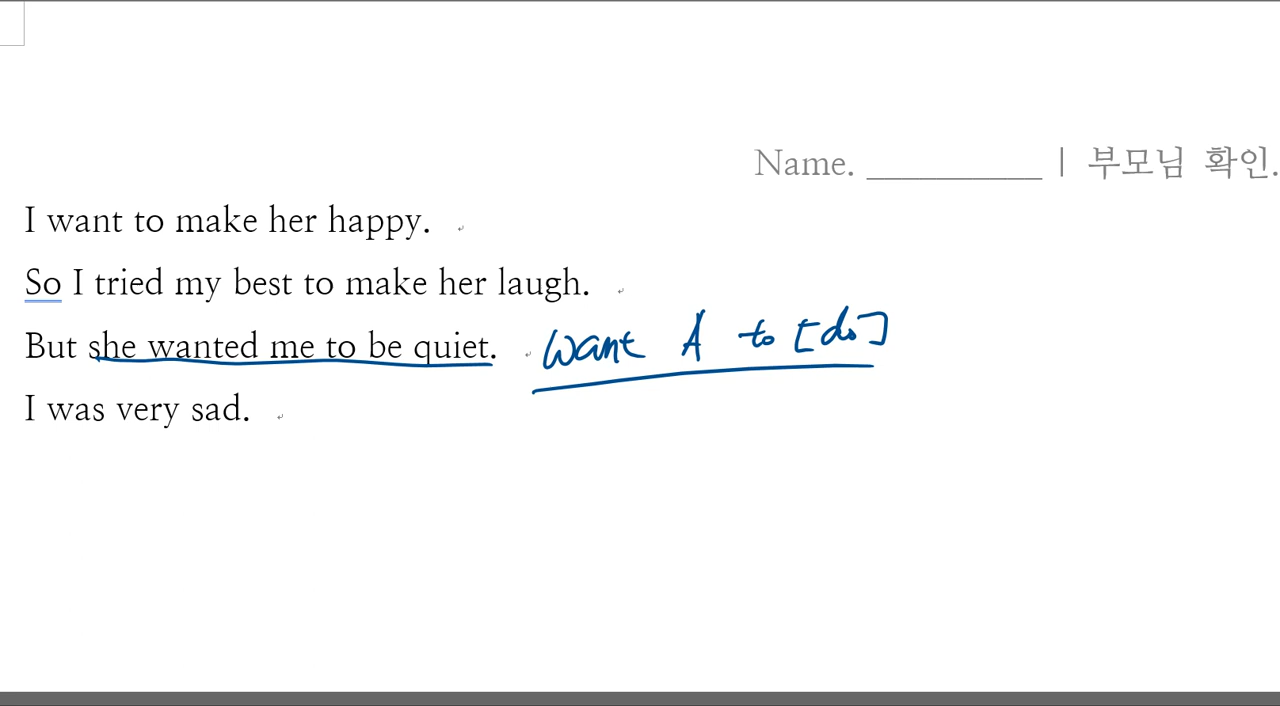 Name. __________ | 부모님 확인.
I want to make her happy.
So I tried my best to make her laugh.
But she wanted me to be quiet. want A to [do]
I was very sad.